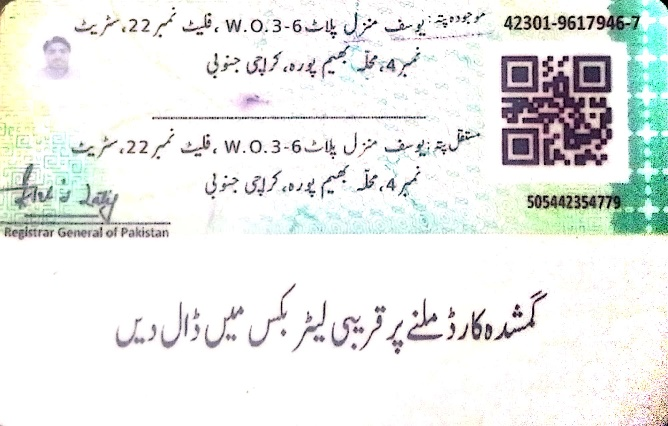 موجودہ پتہ: یوسف منزل پلاٹ W.O.3-6، فلیٹ نمبر 22، سٹریٹ
نمبر 4، محلّہ بھیم پورہ، کراچی جنوبی
42301-9617946-7
مستقل پتہ: یوسف منزل پلاٹ W.O.3-6، فلیٹ نمبر 22، سٹریٹ
نمبر 4، محلّہ بھیم پورہ، کراچی جنوبی
505442354779
Registrar General of Pakistan
گمشدہ کارڈ ملنے پر قریبی لیٹر بکس میں ڈال دیں